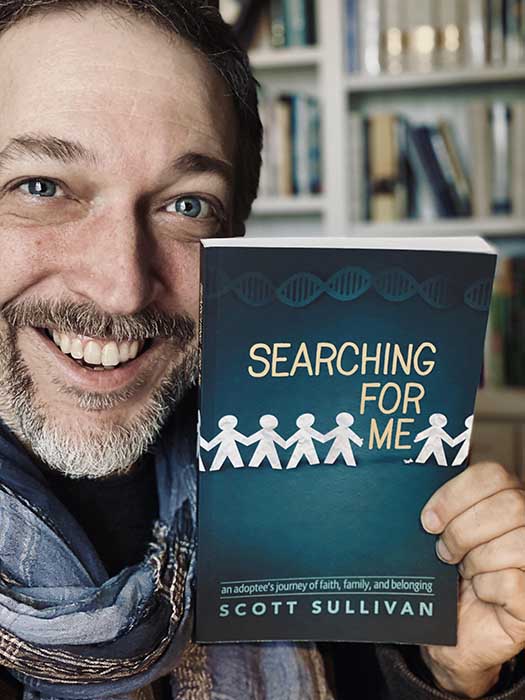 SEARCHING
FOR
ME
an adoptee's journey of faith, family, and belonging
SCOTT SULLIVAN